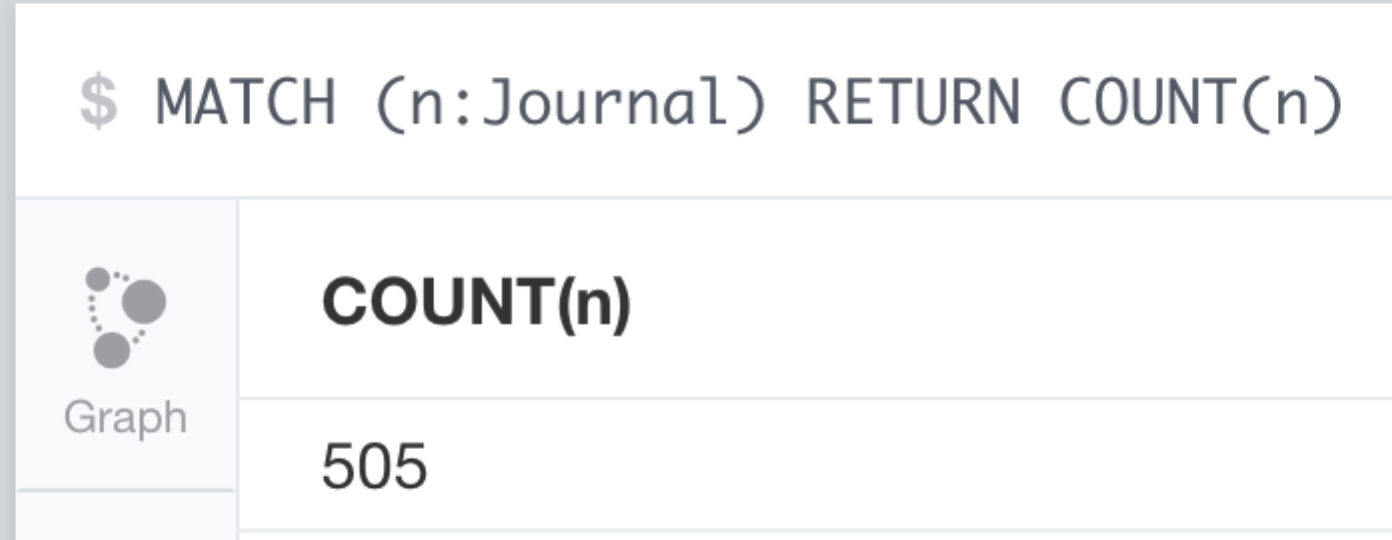 $ MATCH (n:Journal) RETURN COUNT(n)
COUNT(n)
Graph
505